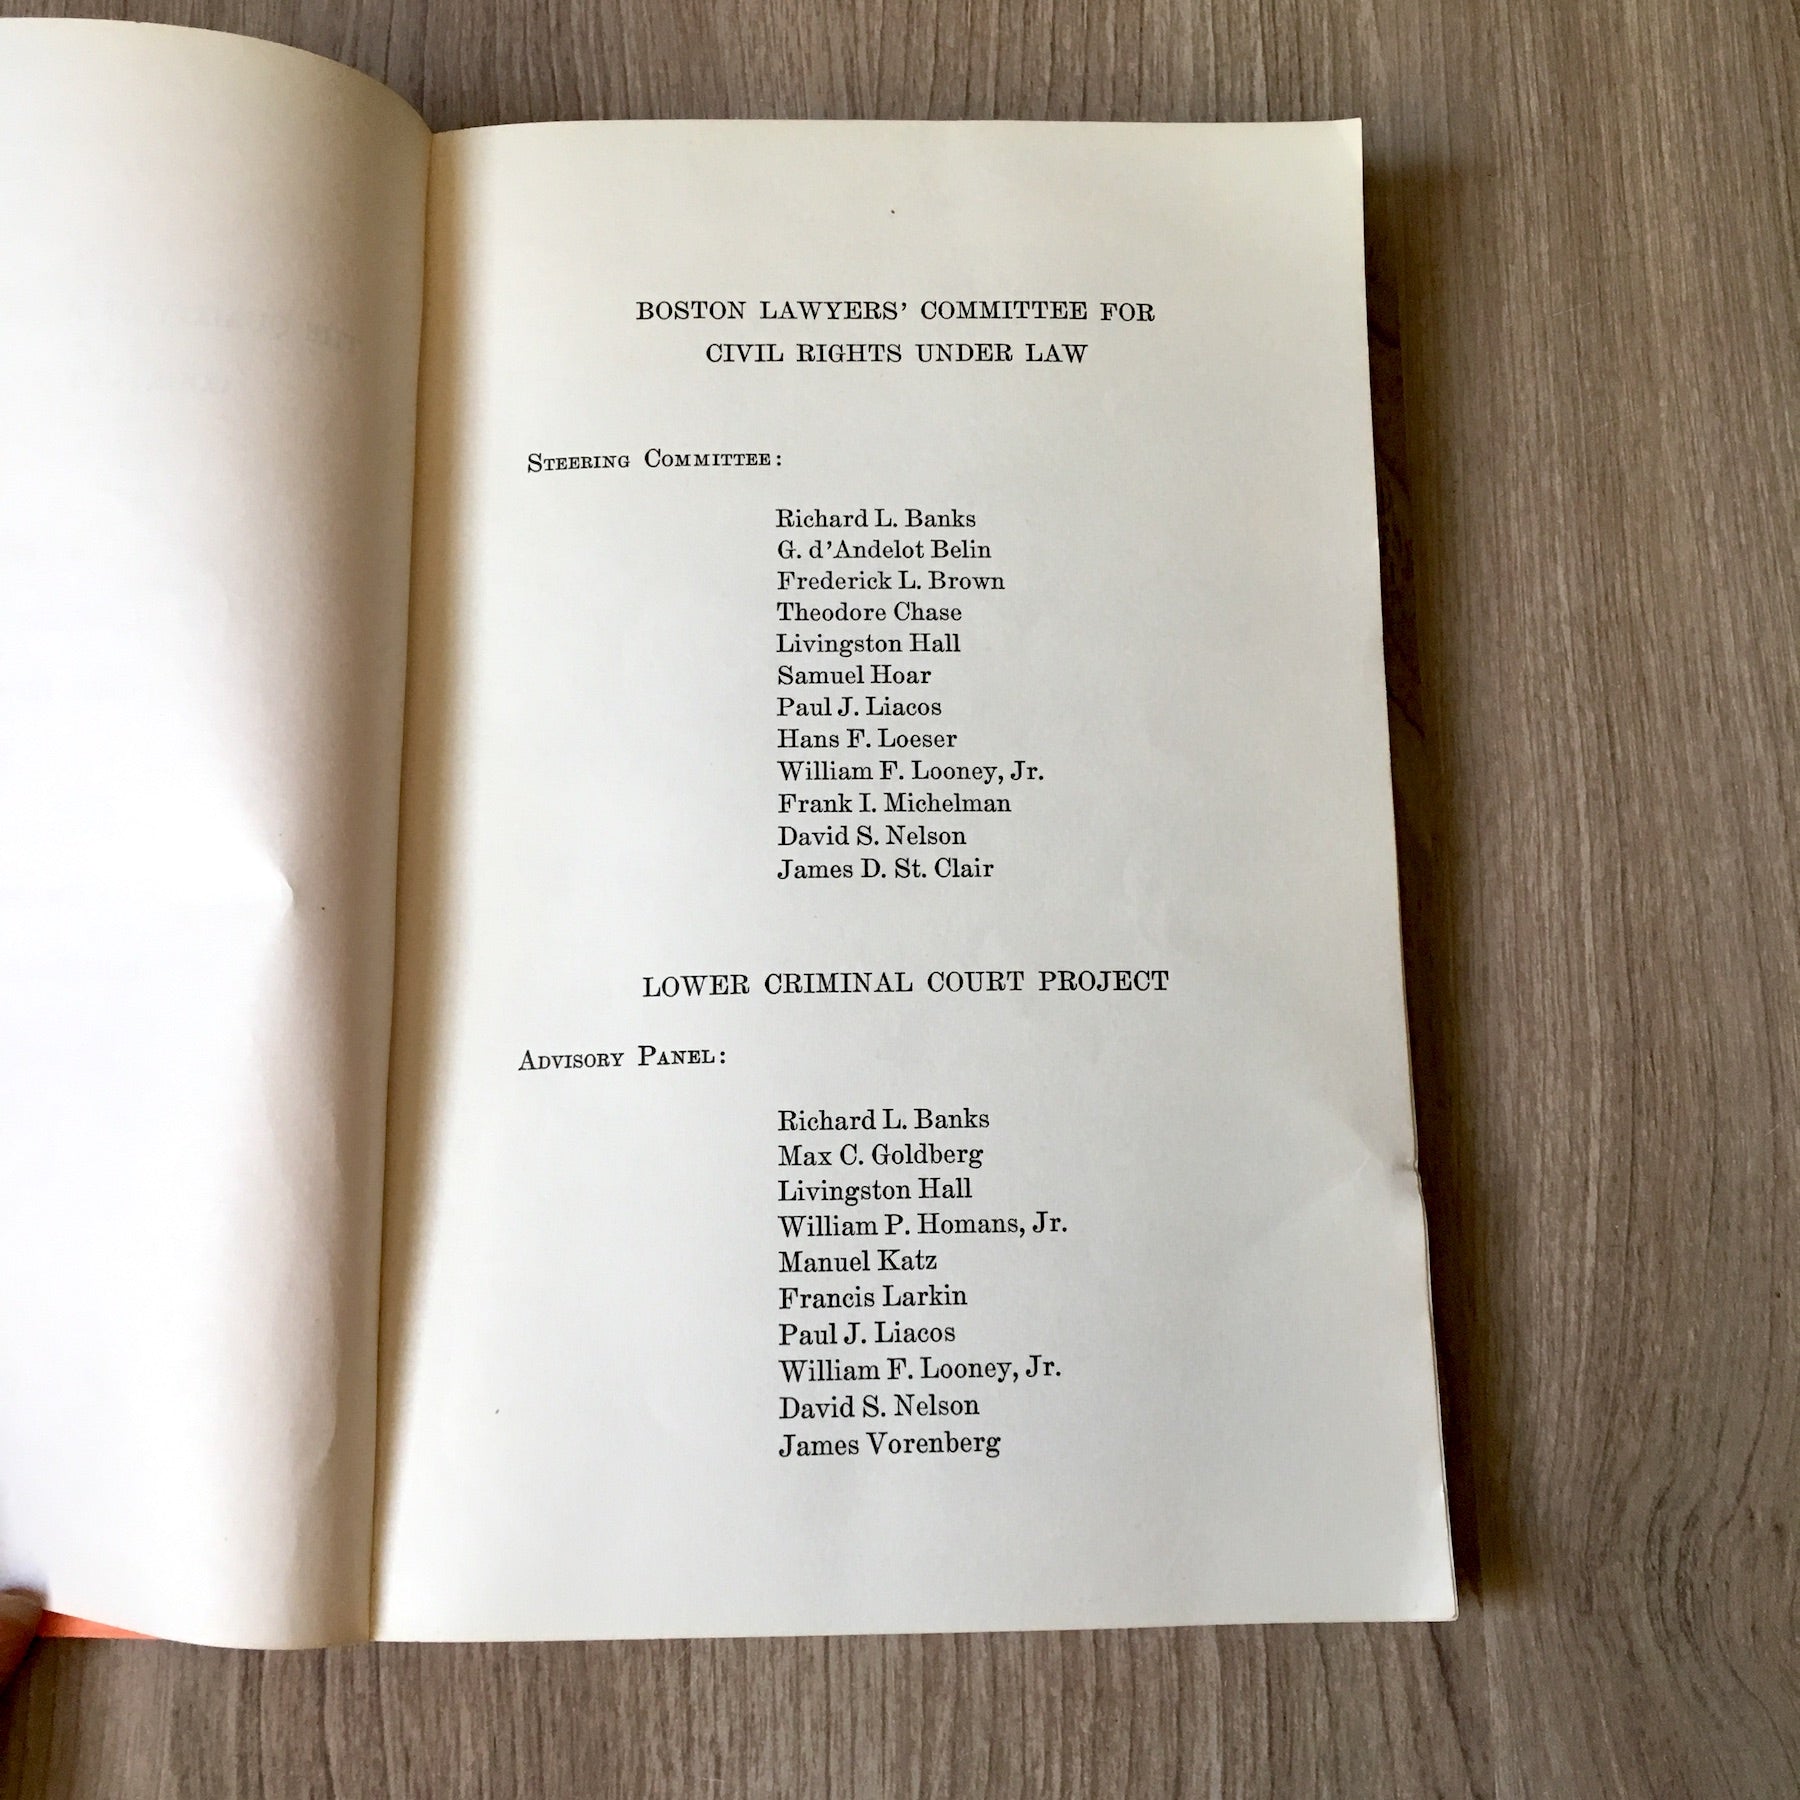 BOSTON LAWYERS' COMMITTEE FOR
CIVIL RIGHTS UNDER LAW
STEERING COMMITTEE:
Richard L. Banks
G. d'Andelot Belin
Frederick L. Brown
Theodore Chase
Livingston Hall
Samuel Hoar
Paul J. Liacos
Hans F. Loeser
William F. Looney, Jr.
Frank I. Michelman
David S. Nelson
James D. St. Clair
LOWER CRIMINAL COURT PROJECT
ADVISORY PANEL:
Richard L. Banks
Max C. Goldberg
Livingston Hall
William P. Homans, Jr.
Manuel Katz
Francis Larkin
Paul J. Liacos
William F. Looney, Jr.
David S. Nelson
James Vorenberg